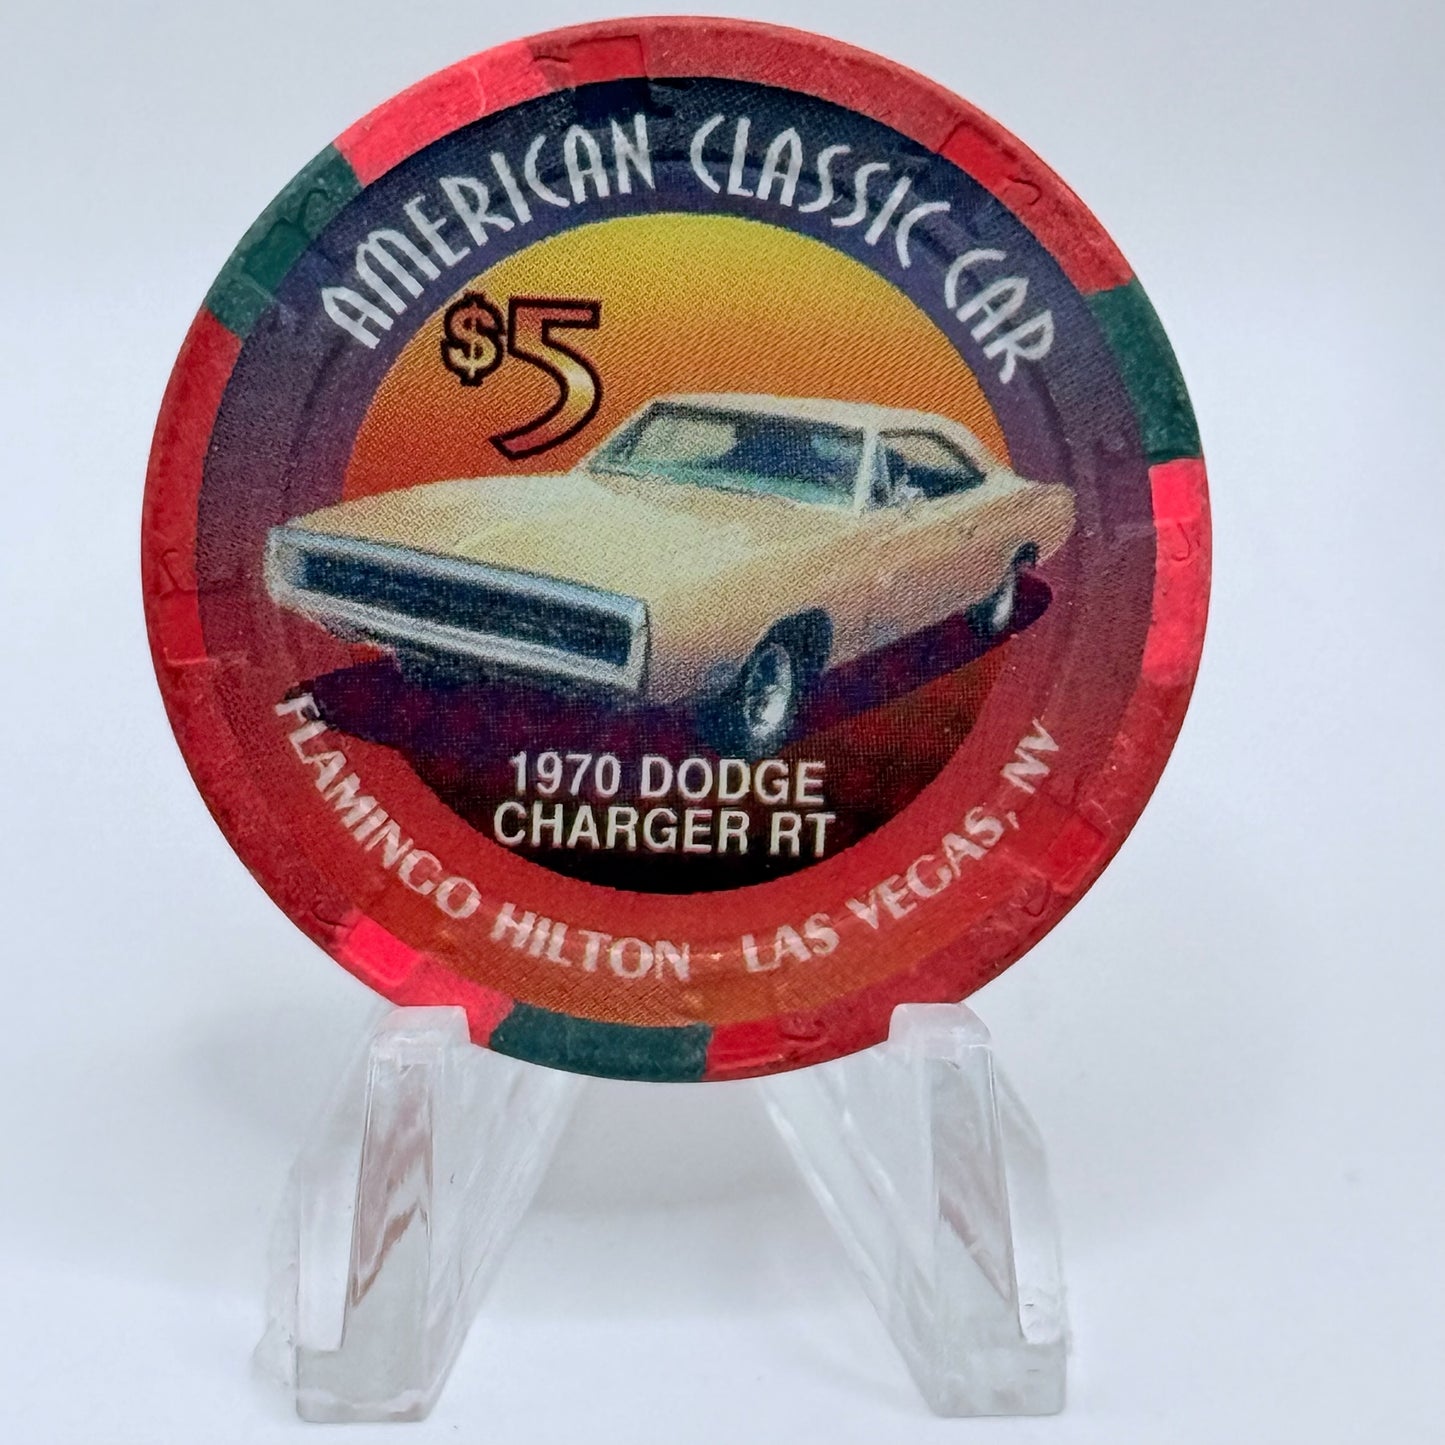 AMERICAN CLASSIC CAR
$5
1970 DODGE
CHARGER RT
FLAMINGO HILTON LAS VEGAS, NV